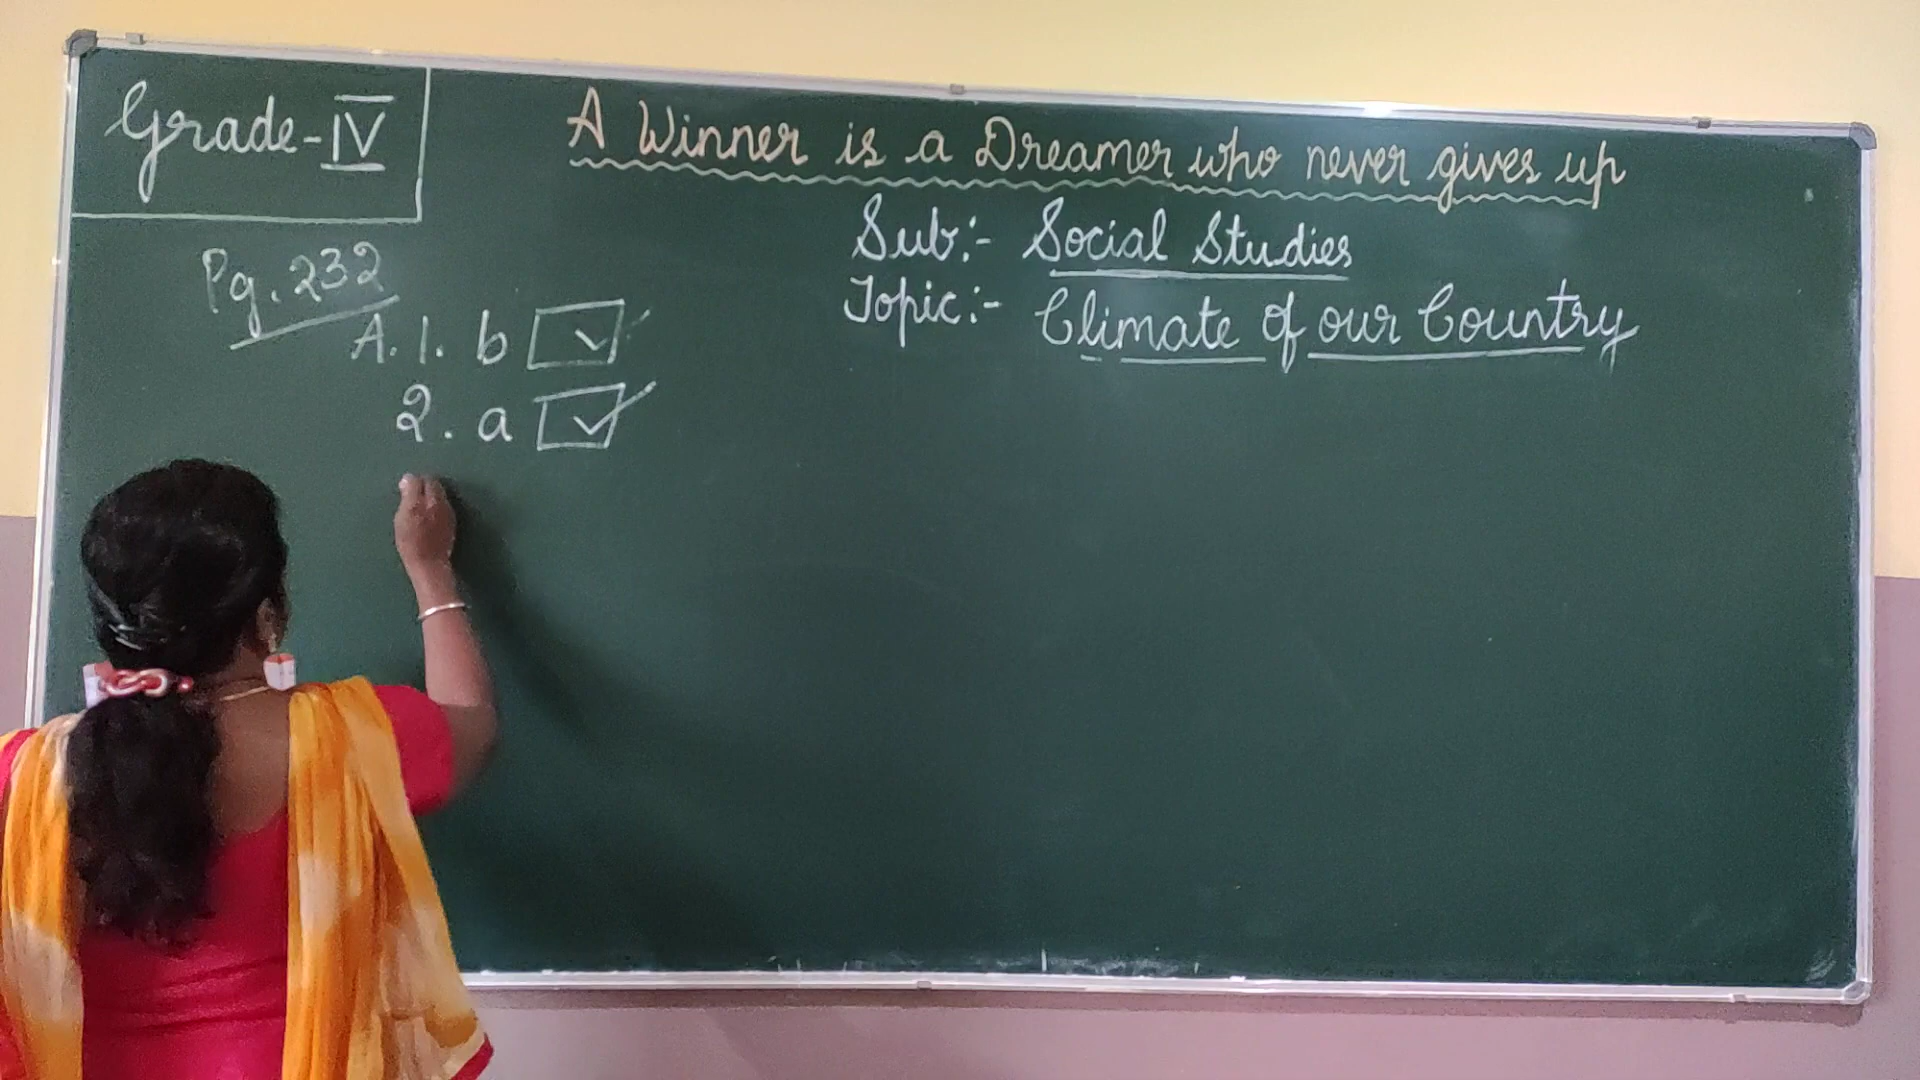 Grade-IV
A Winner is a Dreamer who never gives up
Sub:- Social Studies
Topic:- Climate of our Country
Pg. 232
A. 1. b ✓
2. a ✓